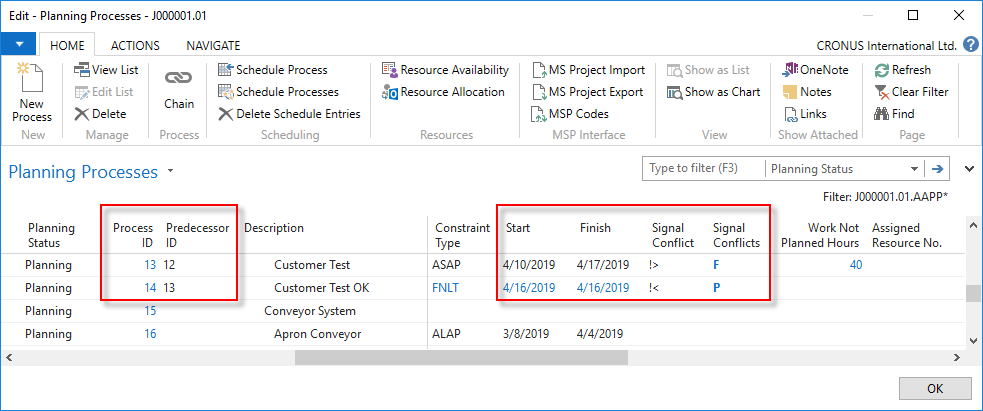 Edit - Planning Processes - J000001.01
HOME ACTIONS NAVIGATE CRONUS International Ltd. ?
View List Schedule Process Resource Availability MS Project Import Show as List OneNote Refresh
New Process Edit List Chain Schedule Processes Resource Allocation MS Project Export Show as Chart Notes Clear Filter
Delete Delete Schedule Entries MSP Codes Links Find
New Manage Process Scheduling Resources MSP Interface View Show Attached Page
Planning Processes Type to filter (F3) Planning Status
Filter: J000001.01.AAPP*
Planning Process Predecessor Description Constraint Start Finish Signal Signal Work Not Assigned
Status ID ID Type Conflict Conflicts Planned Hours Resource No.
Planning 13 12 Customer Test ASAP 4/10/2019 4/17/2019 !> F 40
Planning 14 13 Customer Test OK FNLT 4/16/2019 4/16/2019 !< P
Planning 15 Conveyor System
Planning 16 Apron Conveyor ALAP 3/8/2019 4/4/2019
OK